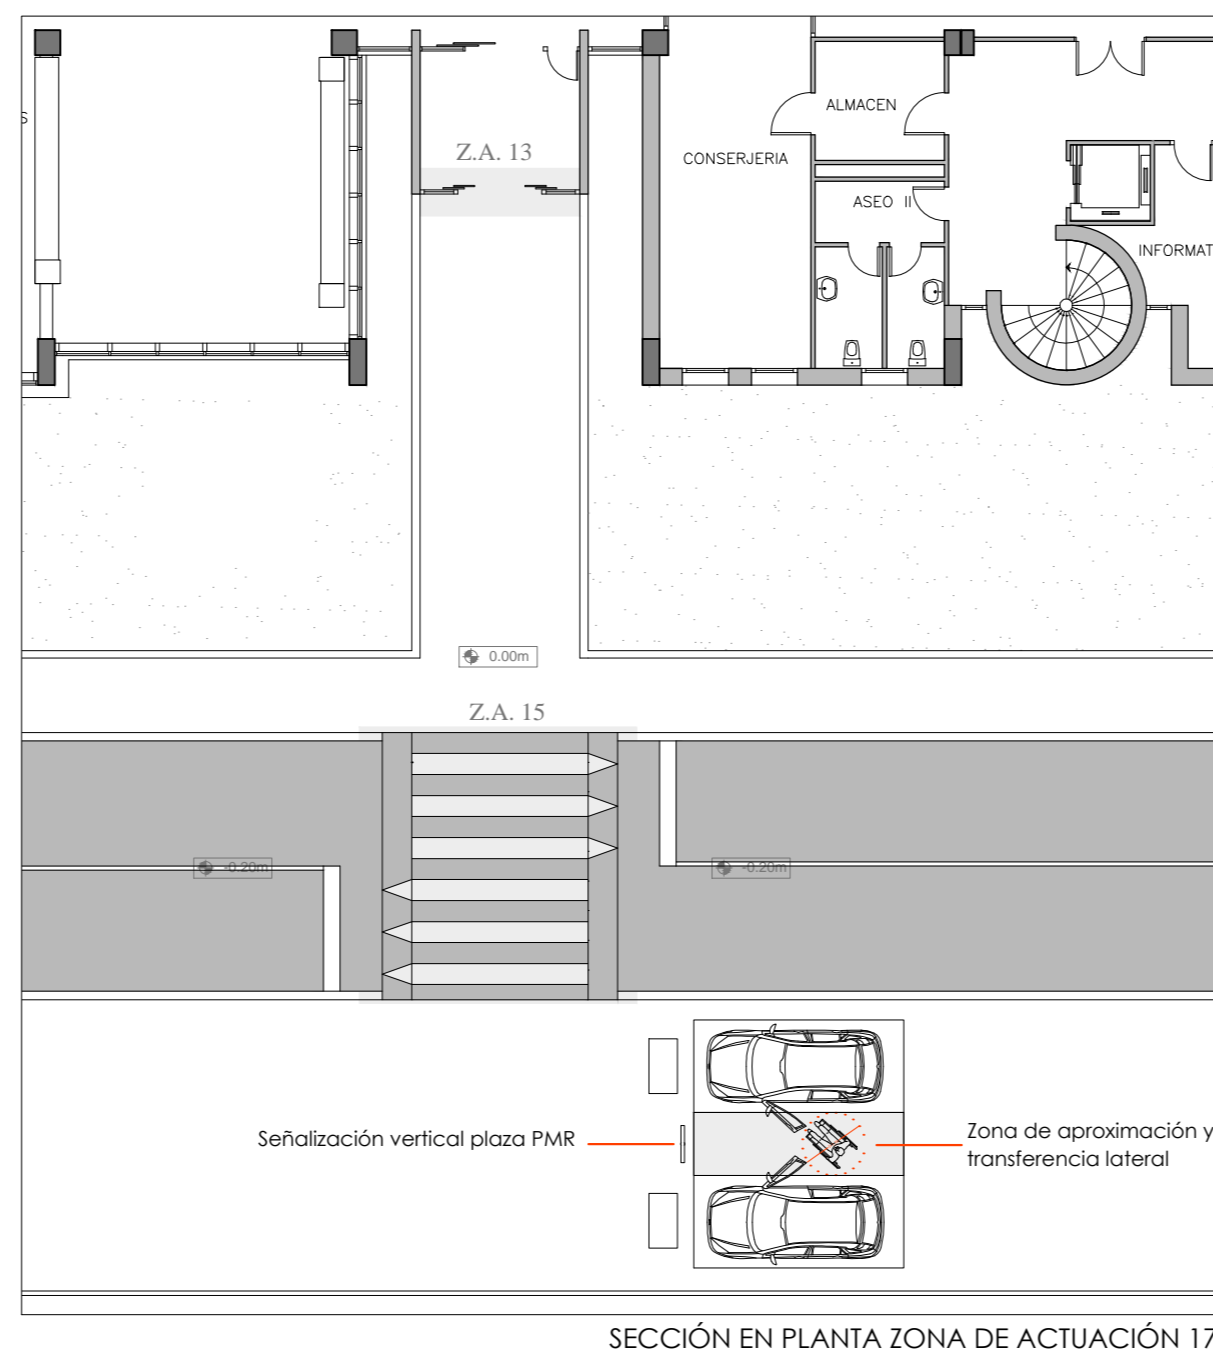 S
ALMACEN
Z.A. 13
CONSERJERIA
ASEO II
INFORMAT
0.00m
Z.A. 15
-0.20m
-0.20m
Señalización vertical plaza PMR
Zona de aproximación y
transferencia lateral
SECCIÓN EN PLANTA ZONA DE ACTUACIÓN 17